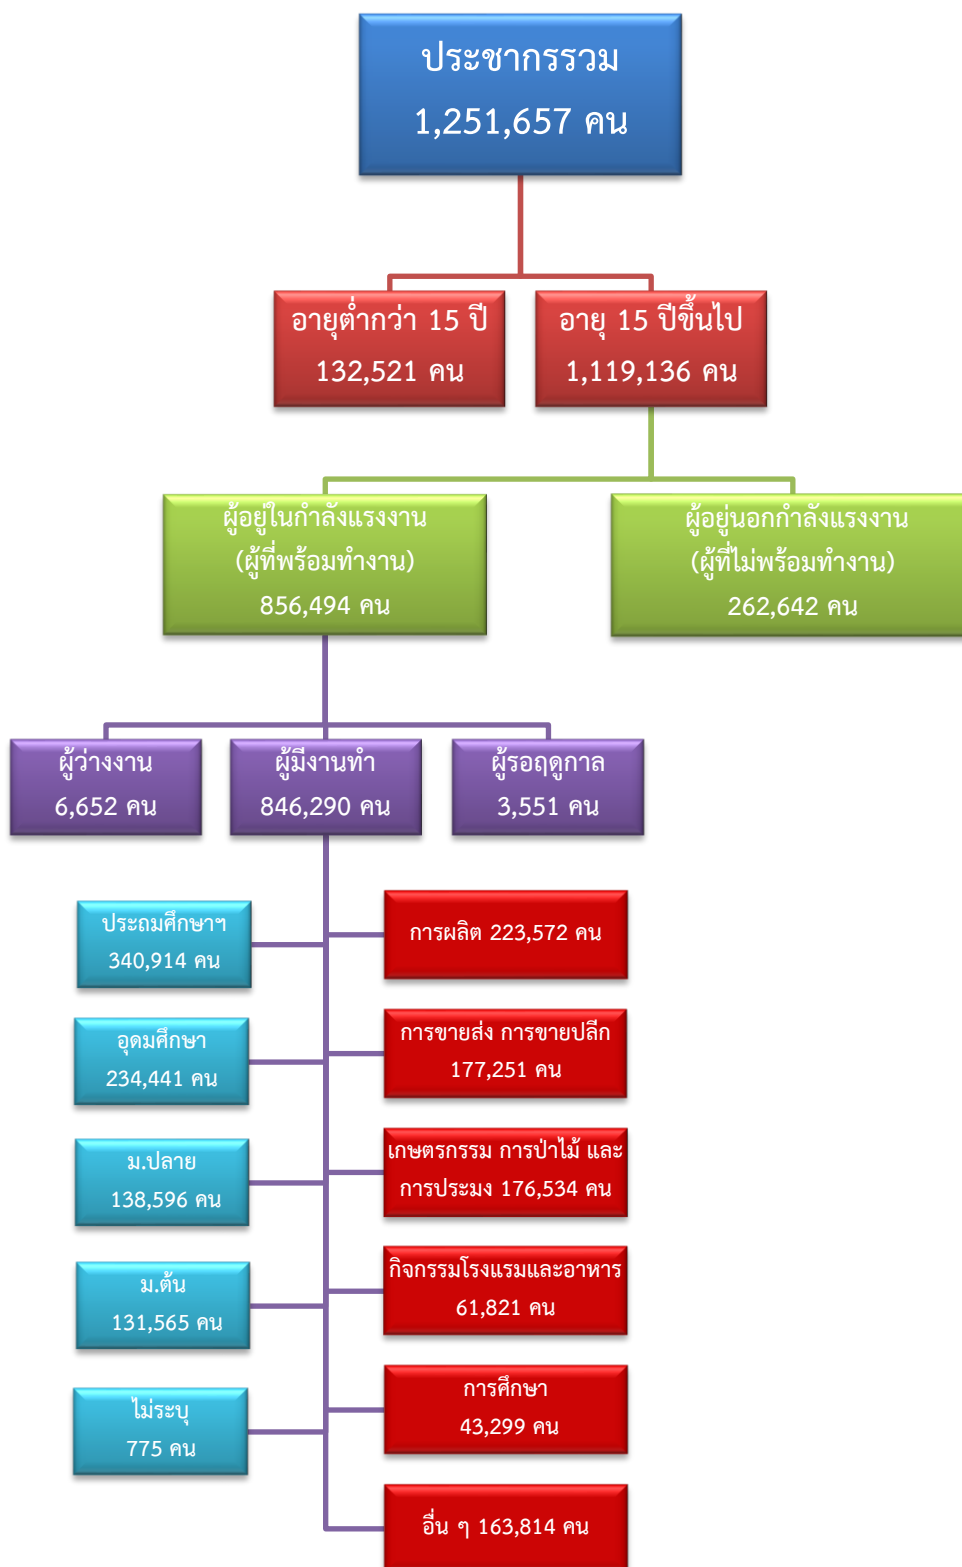 ประชากรรวม
1,251,657 คน
อายุต่ำกว่า 15 ปี
132,521 คน
อายุ 15 ปีขึ้นไป
1,119,136 คน
ผู้อยู่ในกำลังแรงงาน
(ผู้ที่พร้อมทำงาน)
856,494 คน
ผู้อยู่นอกกำลังแรงงาน
(ผู้ที่ไม่พร้อมทำงาน)
262,642 คน
ผู้ว่างงาน
6,652 คน
ผู้มีงานทำ
846,290 คน
ผู้รอฤดูกาล
3,551 คน
ประถมศึกษาฯ
340,914 คน
การผลิต 223,572 คน
อุดมศึกษา
234,441 คน
การขายส่ง การขายปลีก
177,251 คน
ม.ปลาย
138,596 คน
เกษตรกรรม การป่าไม้ และ
การประมง 176,534 คน
ม.ต้น
131,565 คน
กิจกรรมโรงแรมและอาหาร
61,821 คน
ไม่ระบุ
775 คน
การศึกษา
43,299 คน
อื่น ๆ 163,814 คน